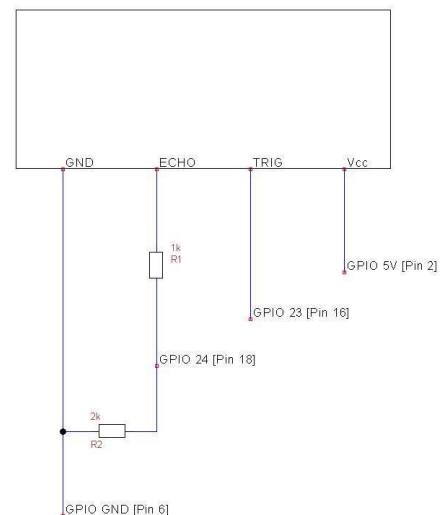 GND ECHO TRIG Vcc
1k
R1
GPIO 5V [Pin 2]
GPIO 23 [Pin 16]
GPIO 24 [Pin 18]
2k
R2
GPIO GND [Pin 6]